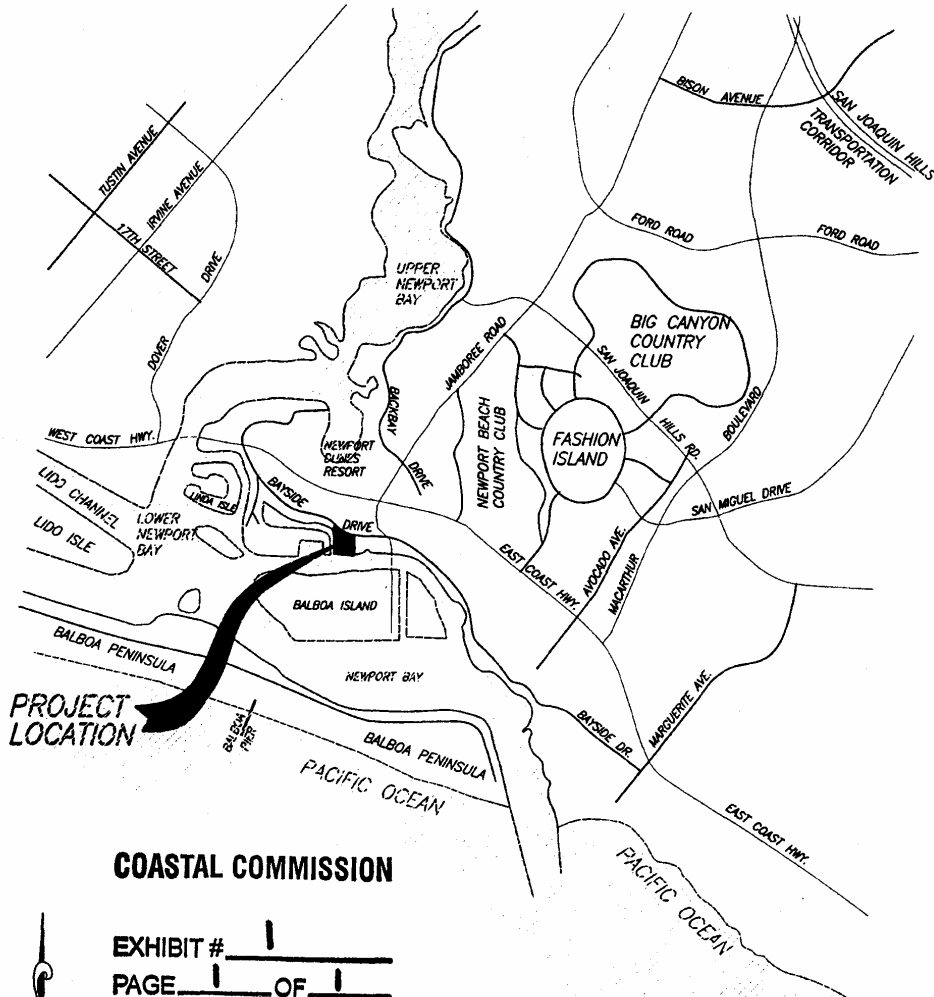 BISON AVENUE
SAN JOAQUIN HILLS
TRANSPORTATION
CORRIDOR
TUSTIN AVENUE
IRVINE AVENUE
17TH STREET
DRIVE
DOVER
FORD ROAD
FORD ROAD
UPPER
NEWPORT
BAY
BIG CANYON
COUNTRY
CLUB
JAMBOREE ROAD
SAN JOAQUIN
HILLS RD.
BACKBAY
DRIVE
NEWPORT BEACH
COUNTRY CLUB
FASHION
ISLAND
BOULEVARD
WEST COAST HWY.
NEWPORT
DUNES
RESORT
LIDO CHANNEL
LIDO ISLE
LINDA ISLE
BAYSIDE
DRIVE
LOWER
NEWPORT
BAY
SAN MIGUEL DRIVE
EAST
COAST HWY.
AVOCADO AVE.
MACARTHUR
BALBOA ISLAND
BALBOA PENINSULA
NEWPORT BAY
PROJECT
LOCATION
BALBOA
PIER
BALBOA PENINSULA
BAYSIDE DR.
MARGUERITE AVE.
PACIFIC OCEAN
EAST COAST HWY.
PACIFIC OCEAN
COASTAL COMMISSION
EXHIBIT # 1
PAGE 1 OF 1